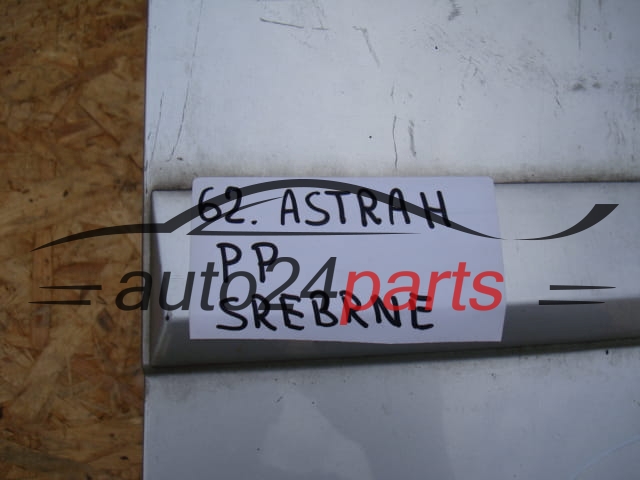 62. ASTRA H
PP
auto24parts
SREBRNE